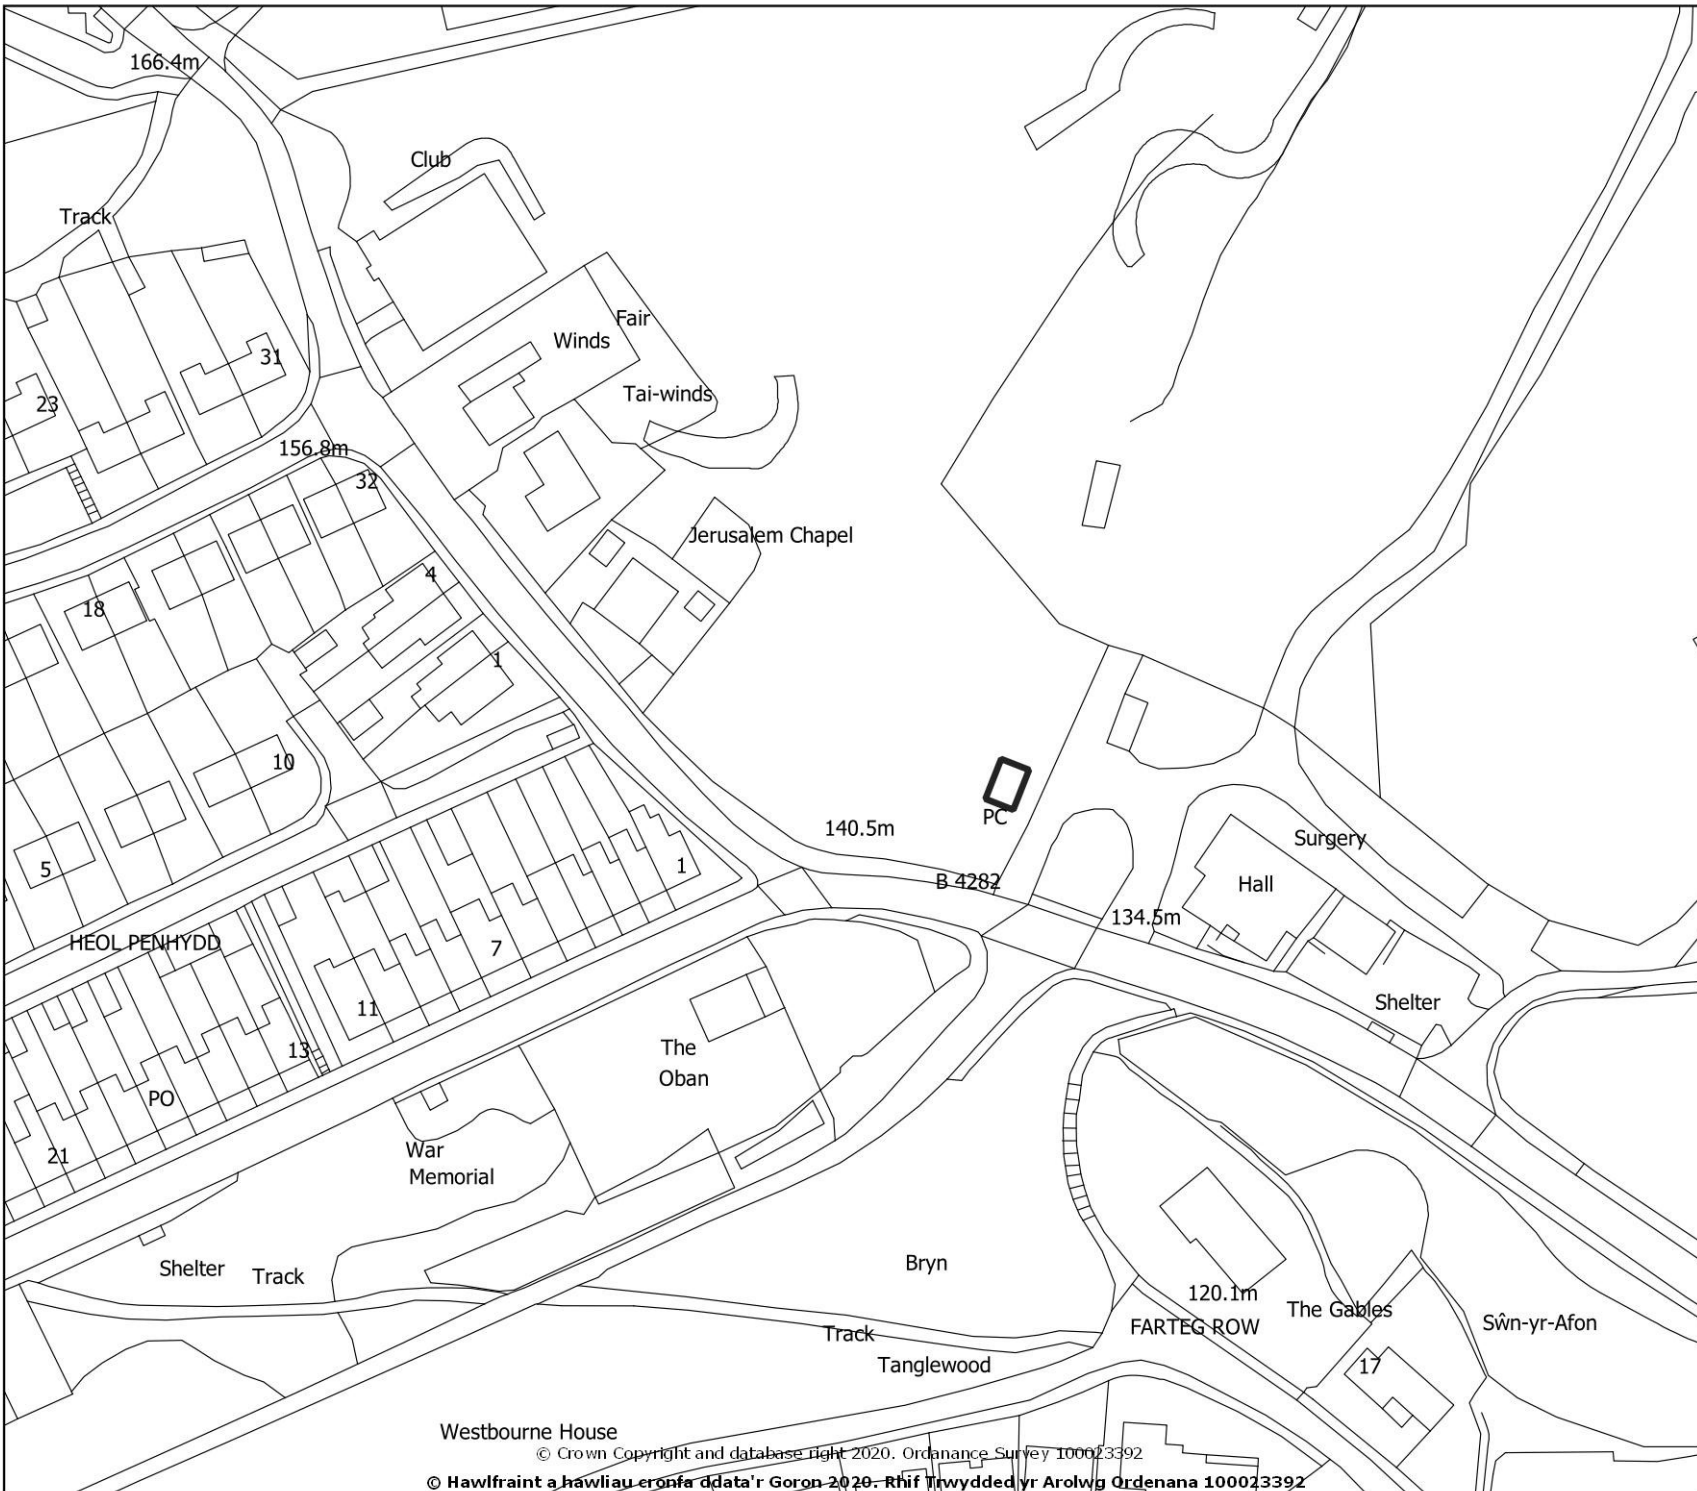 166.4m
Club
Track
Fair
Winds
31
Tai-winds
23
156.8m
32
Jerusalem Chapel
4
18
1
10
PC
140.5m
Surgery
5
1
B 4282
Hall
134.5m
HEOL PENHYDD
7
11
Shelter
13
The
Oban
PO
War
Memorial
21
Shelter
Track
Bryn
120.1m
The Gables
FARTEG ROW
Sŵn-yr-Afon
Track
Tanglewood
17
Westbourne House
© Crown Copyright and database right 2020. Ordanance Survey 100023392
© Hawlfraint a hawliau cronfa ddata'r Goron 2020. Rhif Trwydded yr Arolwg Ordenana 100023392